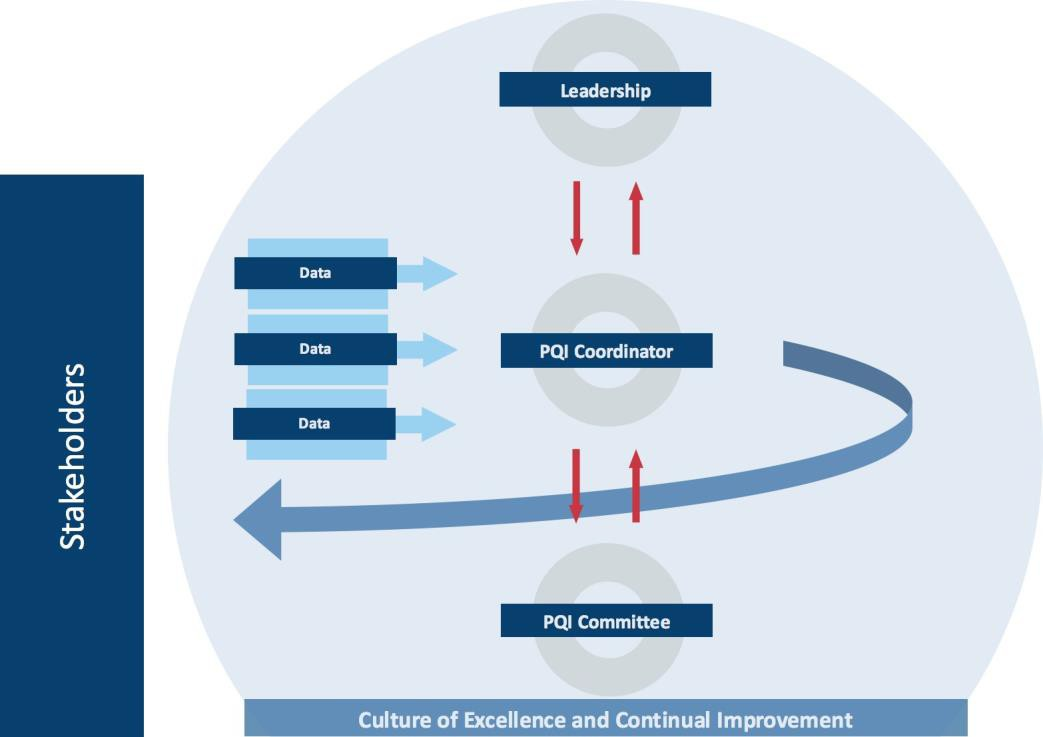 Leadership
Stakeholders
Data
Data
PQI Coordinator
Data
PQI Committee
Culture of Excellence and Continual Improvement